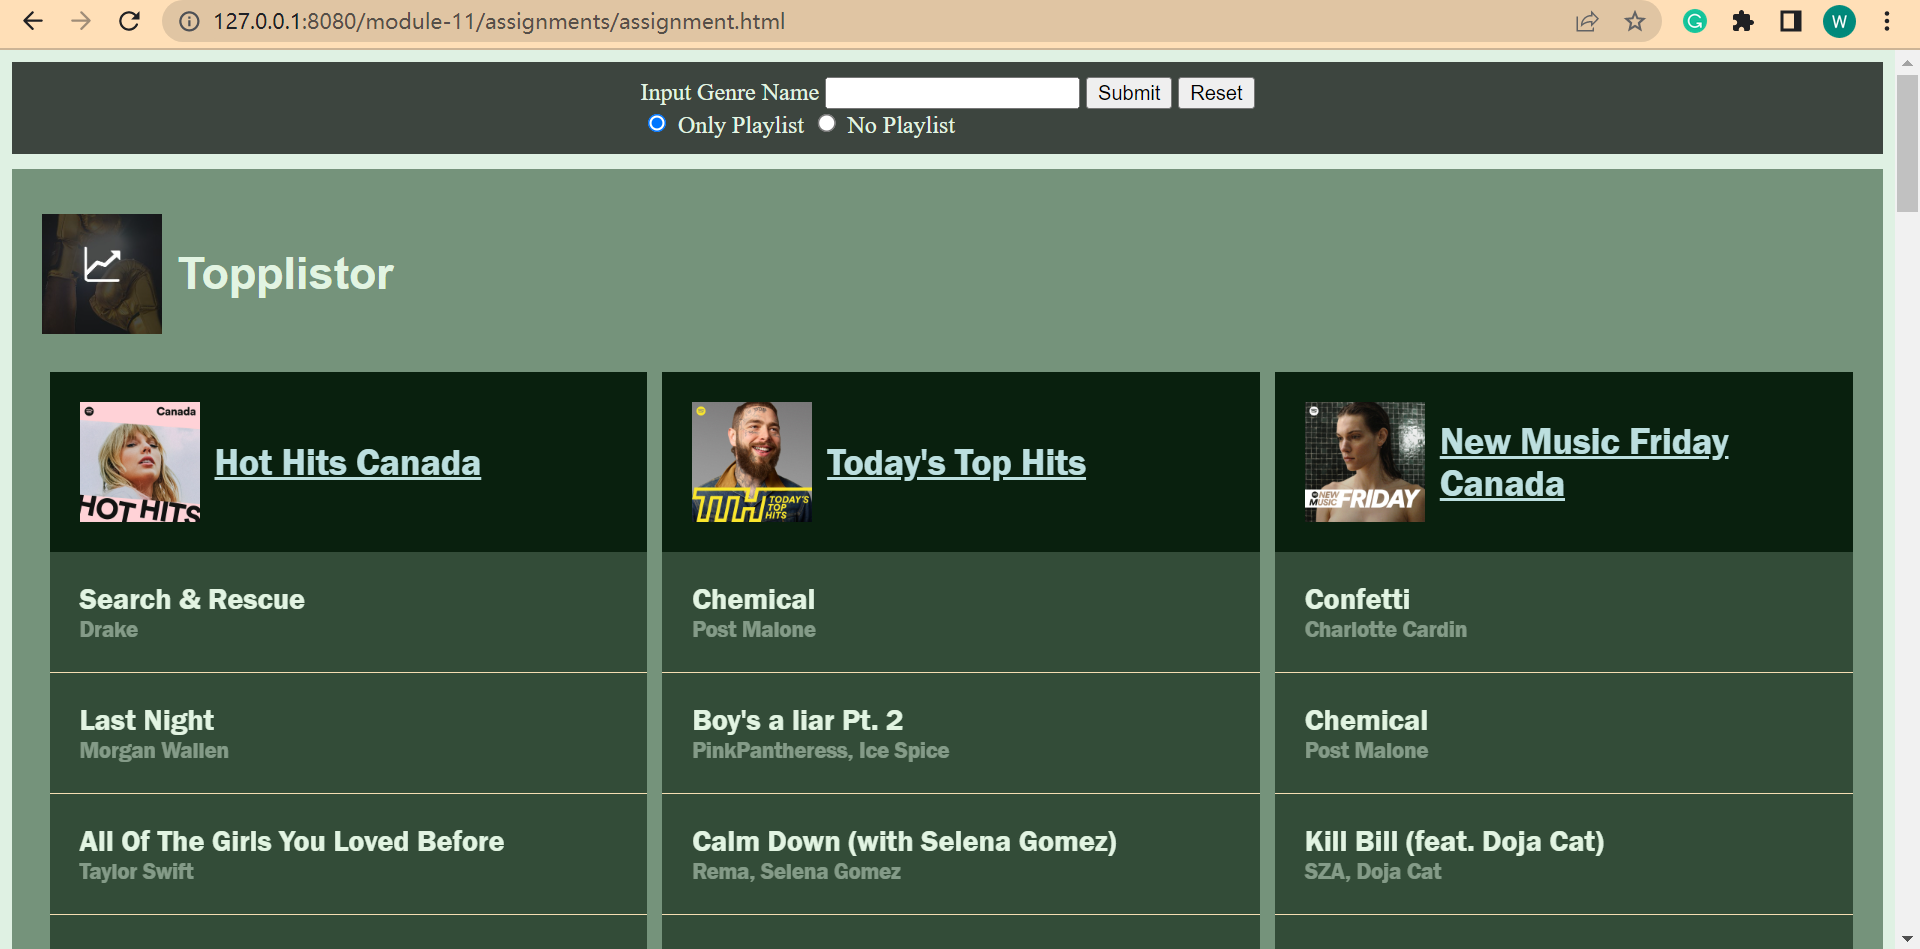 127.0.0.1:8080/module-11/assignments/assignment.html
W
Input Genre Name Submit Reset
Only Playlist No Playlist
Topplistor
Canada
HOT HITS
Hot Hits Canada
TTH TODAY'S
TOP
HITS
Today's Top Hits
NEW
MUSIC FRIDAY
New Music Friday
Canada
Search & Rescue
Drake
Chemical
Post Malone
Confetti
Charlotte Cardin
Last Night
Morgan Wallen
Boy's a liar Pt. 2
PinkPantheress, Ice Spice
Chemical
Post Malone
All Of The Girls You Loved Before
Taylor Swift
Calm Down (with Selena Gomez)
Rema, Selena Gomez
Kill Bill (feat. Doja Cat)
SZA, Doja Cat